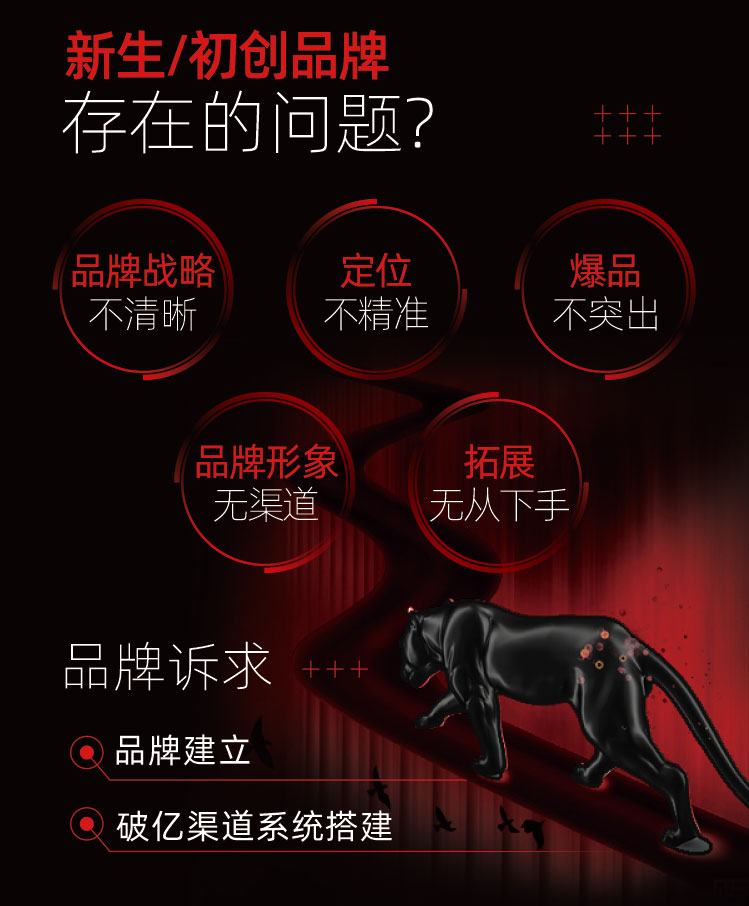 新生/初创品牌
存在的问题?
品牌战略
不清晰
定位
不精准
爆品
不突出
品牌形象
无渠道
拓展
无从下手
品牌诉求
品牌建立
破亿渠道系统搭建